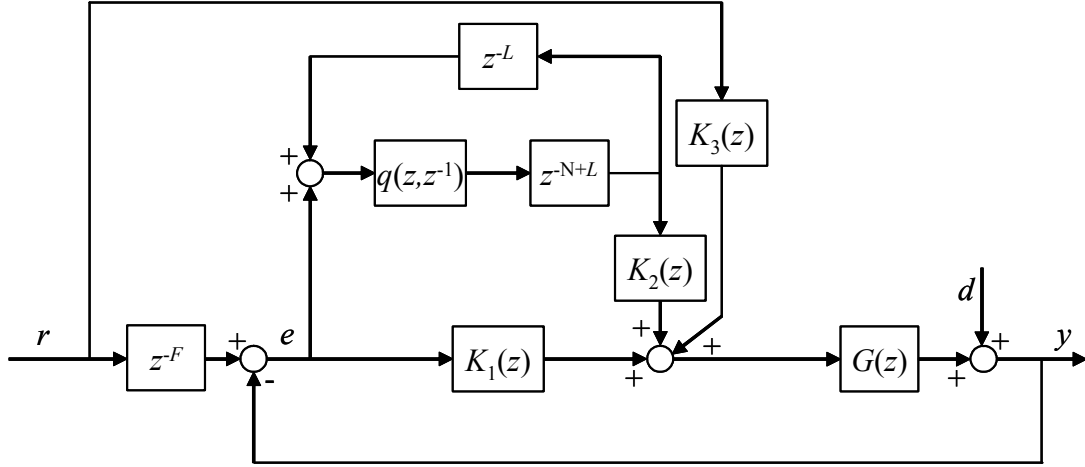 z^-L
K_3(z)
+
+
q(z,z^-1)
z^-N+L
K_2(z)
d
r
z^-F
+
-
e
K_1(z)
+
+
+
G(z)
+
+
y